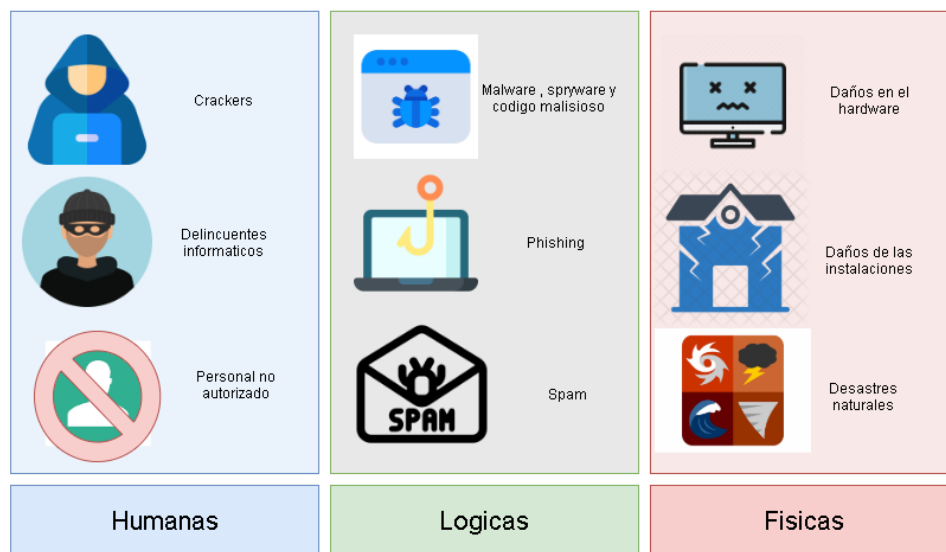 Crackers
Delincuentes
informaticos
Personal no
autorizado
Humanas
Malware , spryware y
codigo malisioso
Phishing
SPAM
Spam
Logicas
Daños en el
hardware
Daños de las
instalaciones
Desastres
naturales
Fisicas